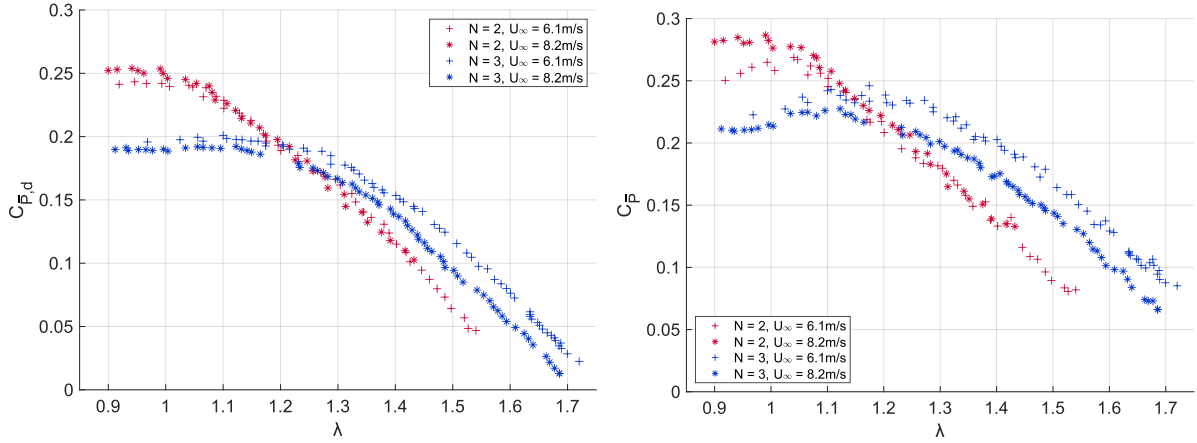 0.3
0.25
0.2
0.15
0.1
0.05
0
C_P̅,d
0.9 1 1.1 1.2 1.3 1.4 1.5 1.6 1.7
λ
N = 2, U∞ = 6.1m/s
N = 2, U∞ = 8.2m/s
N = 3, U∞ = 6.1m/s
N = 3, U∞ = 8.2m/s
0.3
0.25
0.2
0.15
0.1
0.05
0
C_P̅
0.9 1 1.1 1.2 1.3 1.4 1.5 1.6 1.7
λ
N = 2, U∞ = 6.1m/s
N = 2, U∞ = 8.2m/s
N = 3, U∞ = 6.1m/s
N = 3, U∞ = 8.2m/s